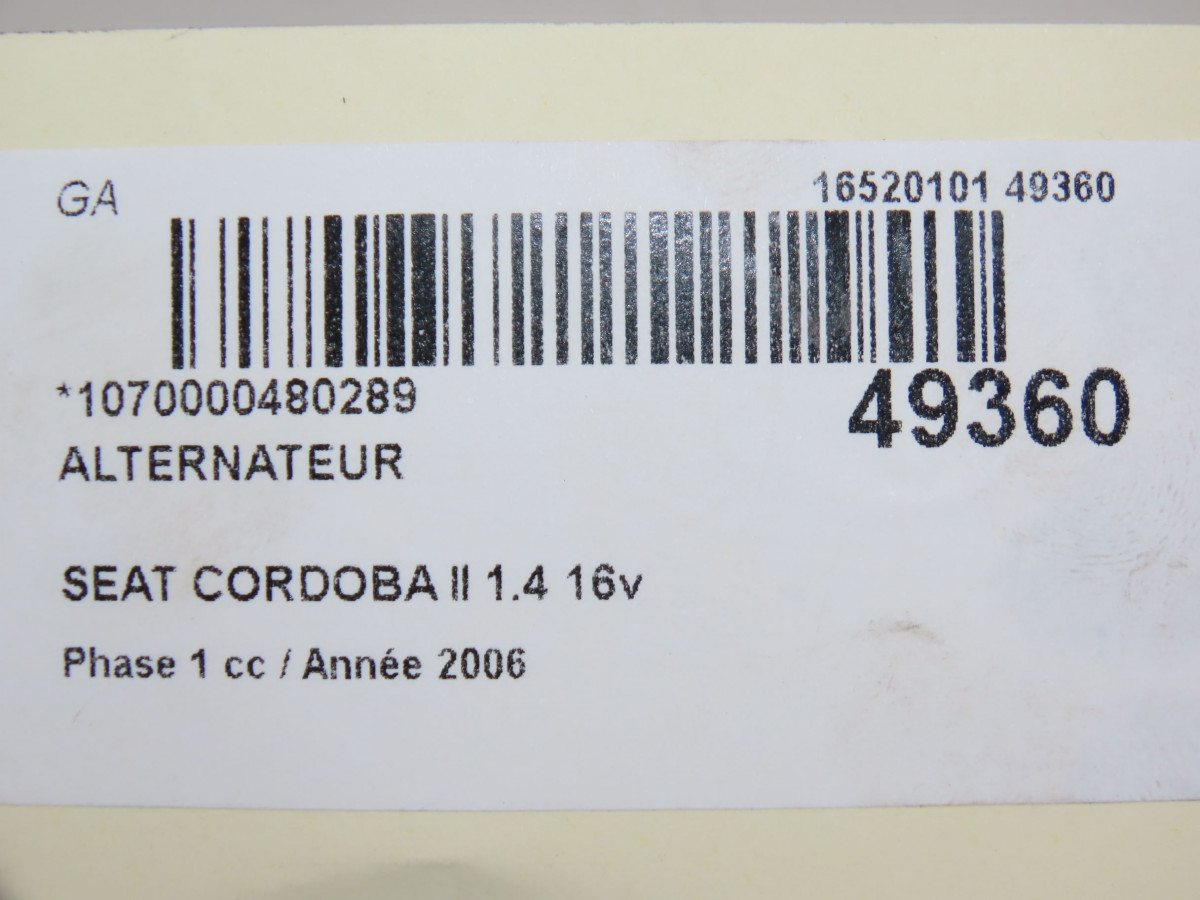 GA
16520101 49360
*1070000480289
49360
ALTERNATEUR
SEAT CORDOBA II 1.4 16v
Phase 1 cc / Année 2006